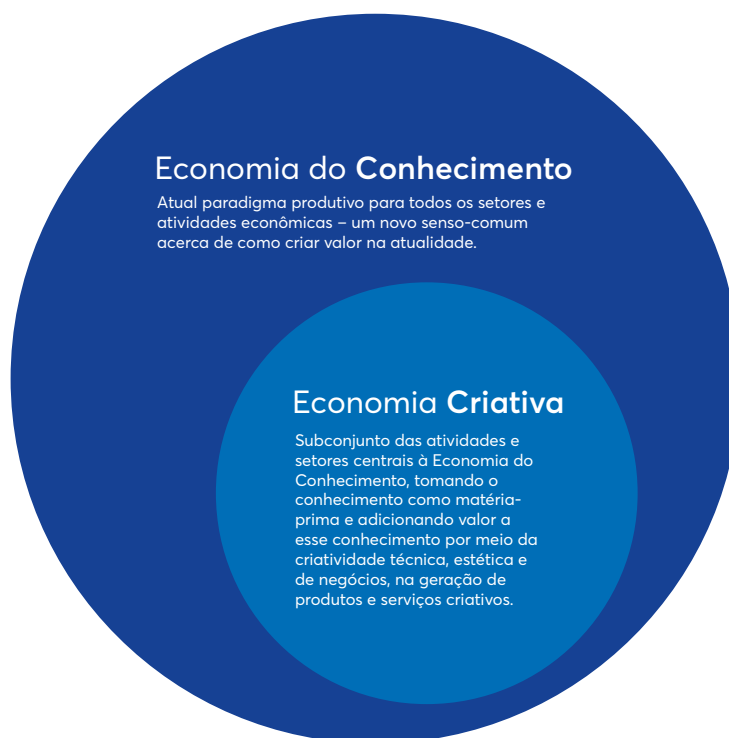 Economia do Conhecimento
Atual paradigma produtivo para todos os setores e
atividades econômicas – um novo senso-comum
acerca de como criar valor na atualidade.
Economia Criativa
Subconjunto das atividades e
setores centrais à Economia do
Conhecimento, tomando o
conhecimento como matéria-
prima e adicionando valor a
esse conhecimento por meio da
criatividade técnica, estética e
de negócios, na geração de
produtos e serviços criativos.